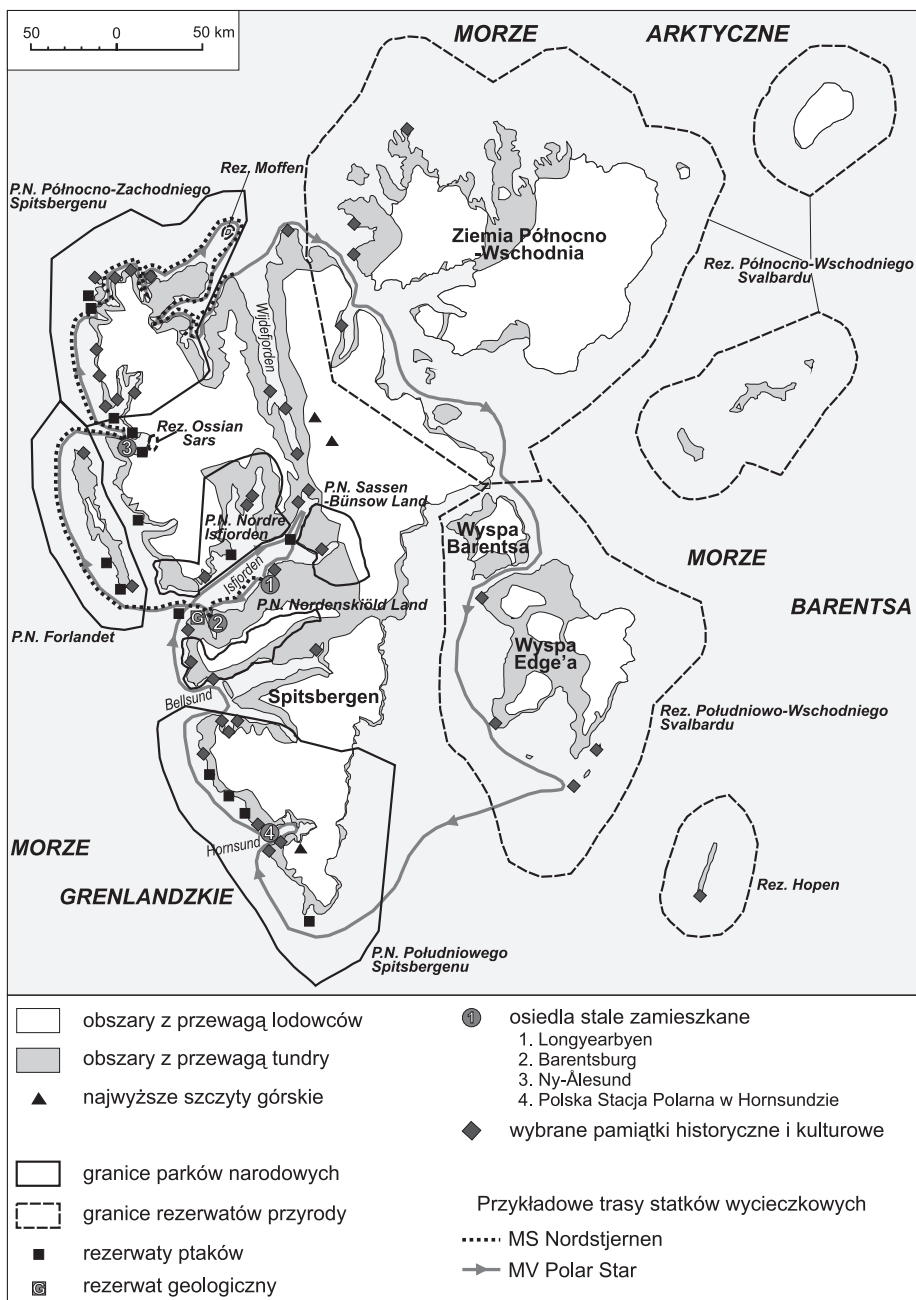 50 0 50 km
MORZE ARKTYCZNE
Rez. Moffen
P.N. Północno-Zachodniego
Spitsbergenu
Ziemia Północno
-Wschodnia
Rez. Północno-Wschodniego
Svalbardu
Wijdefjorden
Rez. Ossian
Sars
3
P.N. Sassen
-Bünsow Land
P.N. Nordre
Isfjorden
Wyspa
Barentsa
MORZE
BARENTSA
Isfjorden
1
P.N. Nordenskiöld Land
G
2
P.N. Forlandet
Wyspa
Edge'a
Spitsbergen
Bellsund
Rez. Południowo-Wschodniego
Svalbardu
4
Hornsund
MORZE
GRENLANDZKIE
Rez. Hopen
P.N. Południowego
Spitsbergenu
obszary z przewagą lodowców
obszary z przewagą tundry
najwyższe szczyty górskie
granice parków narodowych
granice rezerwatów przyrody
rezerwaty ptaków
G rezerwat geologiczny
1 osiedla stale zamieszkane
1. Longyearbyen
2. Barentsburg
3. Ny-Ålesund
4. Polska Stacja Polarna w Hornsundzie
wybrane pamiątki historyczne i kulturowe
Przykładowe trasy statków wycieczkowych
MS Nordstjernen
MV Polar Star